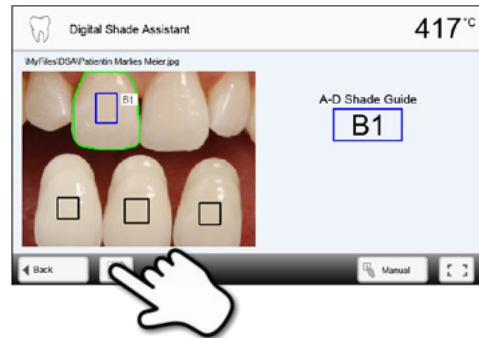 Digital Shade Assistant
417°C
\MyFiles\DSA\Patientin Marlies Meier.jpg
B1
A-D Shade Guide
B1
Back
Manual